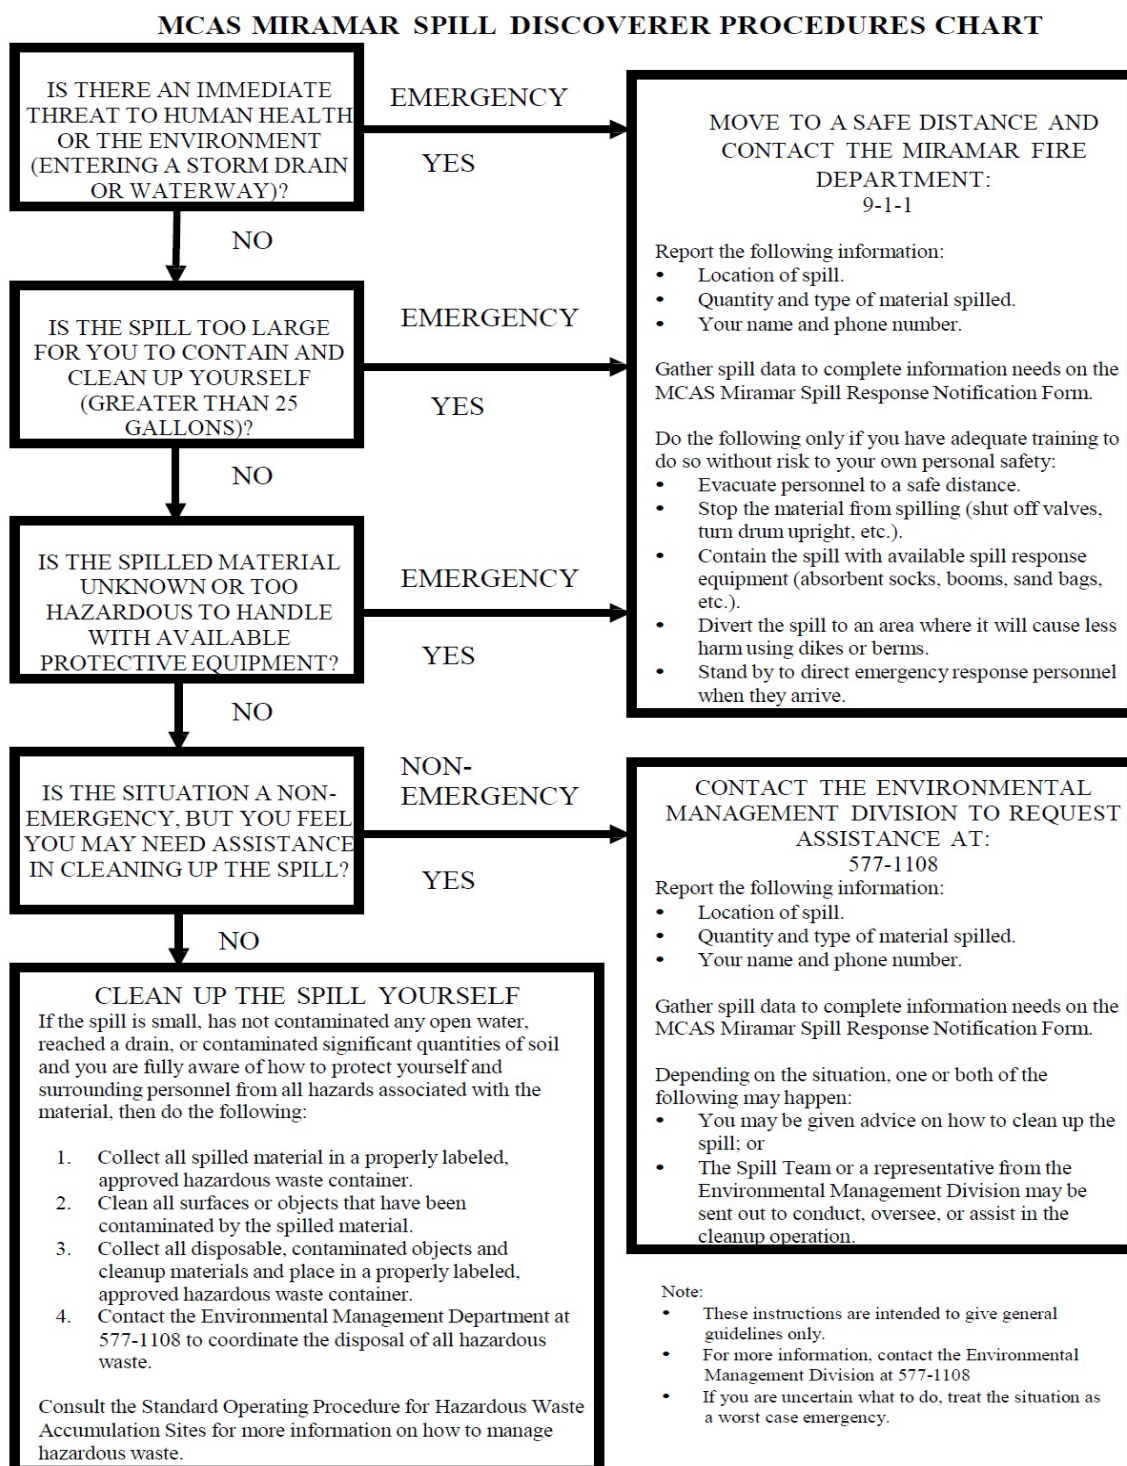 MCAS MIRAMAR SPILL DISCOVERER PROCEDURES CHART
IS THERE AN IMMEDIATE
THREAT TO HUMAN HEALTH
OR THE ENVIRONMENT
(ENTERING A STORM DRAIN
OR WATERWAY)?
EMERGENCY
YES
NO
MOVE TO A SAFE DISTANCE AND
CONTACT THE MIRAMAR FIRE
DEPARTMENT:
9-1-1
Report the following information:
• Location of spill.
• Quantity and type of material spilled.
• Your name and phone number.
Gather spill data to complete information needs on the
MCAS Miramar Spill Response Notification Form.
Do the following only if you have adequate training to
do so without risk to your own personal safety:
• Evacuate personnel to a safe distance.
• Stop the material from spilling (shut off valves,
turn drum upright, etc.).
• Contain the spill with available spill response
equipment (absorbent socks, booms, sand bags,
etc.).
• Divert the spill to an area where it will cause less
harm using dikes or berms.
• Stand by to direct emergency response personnel
when they arrive.
IS THE SPILL TOO LARGE
FOR YOU TO CONTAIN AND
CLEAN UP YOURSELF
(GREATER THAN 25
GALLONS)?
EMERGENCY
YES
NO
IS THE SPILLED MATERIAL
UNKNOWN OR TOO
HAZARDOUS TO HANDLE
WITH AVAILABLE
PROTECTIVE EQUIPMENT?
EMERGENCY
YES
NO
IS THE SITUATION A NON-
EMERGENCY, BUT YOU FEEL
YOU MAY NEED ASSISTANCE
IN CLEANING UP THE SPILL?
NON-
EMERGENCY
YES
NO
CONTACT THE ENVIRONMENTAL
MANAGEMENT DIVISION TO REQUEST
ASSISTANCE AT:
577-1108
Report the following information:
• Location of spill.
• Quantity and type of material spilled.
• Your name and phone number.
Gather spill data to complete information needs on the
MCAS Miramar Spill Response Notification Form.
Depending on the situation, one or both of the
following may happen:
• You may be given advice on how to clean up the
spill; or
• The Spill Team or a representative from the
Environmental Management Division may be
sent out to conduct, oversee, or assist in the
cleanup operation.
CLEAN UP THE SPILL YOURSELF
If the spill is small, has not contaminated any open water,
reached a drain, or contaminated significant quantities of soil
and you are fully aware of how to protect yourself and
surrounding personnel from all hazards associated with the
material, then do the following:
1. Collect all spilled material in a properly labeled,
approved hazardous waste container.
2. Clean all surfaces or objects that have been
contaminated by the spilled material.
3. Collect all disposable, contaminated objects and
cleanup materials and place in a properly labeled,
approved hazardous waste container.
4. Contact the Environmental Management Department at
577-1108 to coordinate the disposal of all hazardous
waste.
Consult the Standard Operating Procedure for Hazardous Waste
Accumulation Sites for more information on how to manage
hazardous waste.
Note:
• These instructions are intended to give general
guidelines only.
• For more information, contact the Environmental
Management Division at 577-1108
• If you are uncertain what to do, treat the situation as
a worst case emergency.